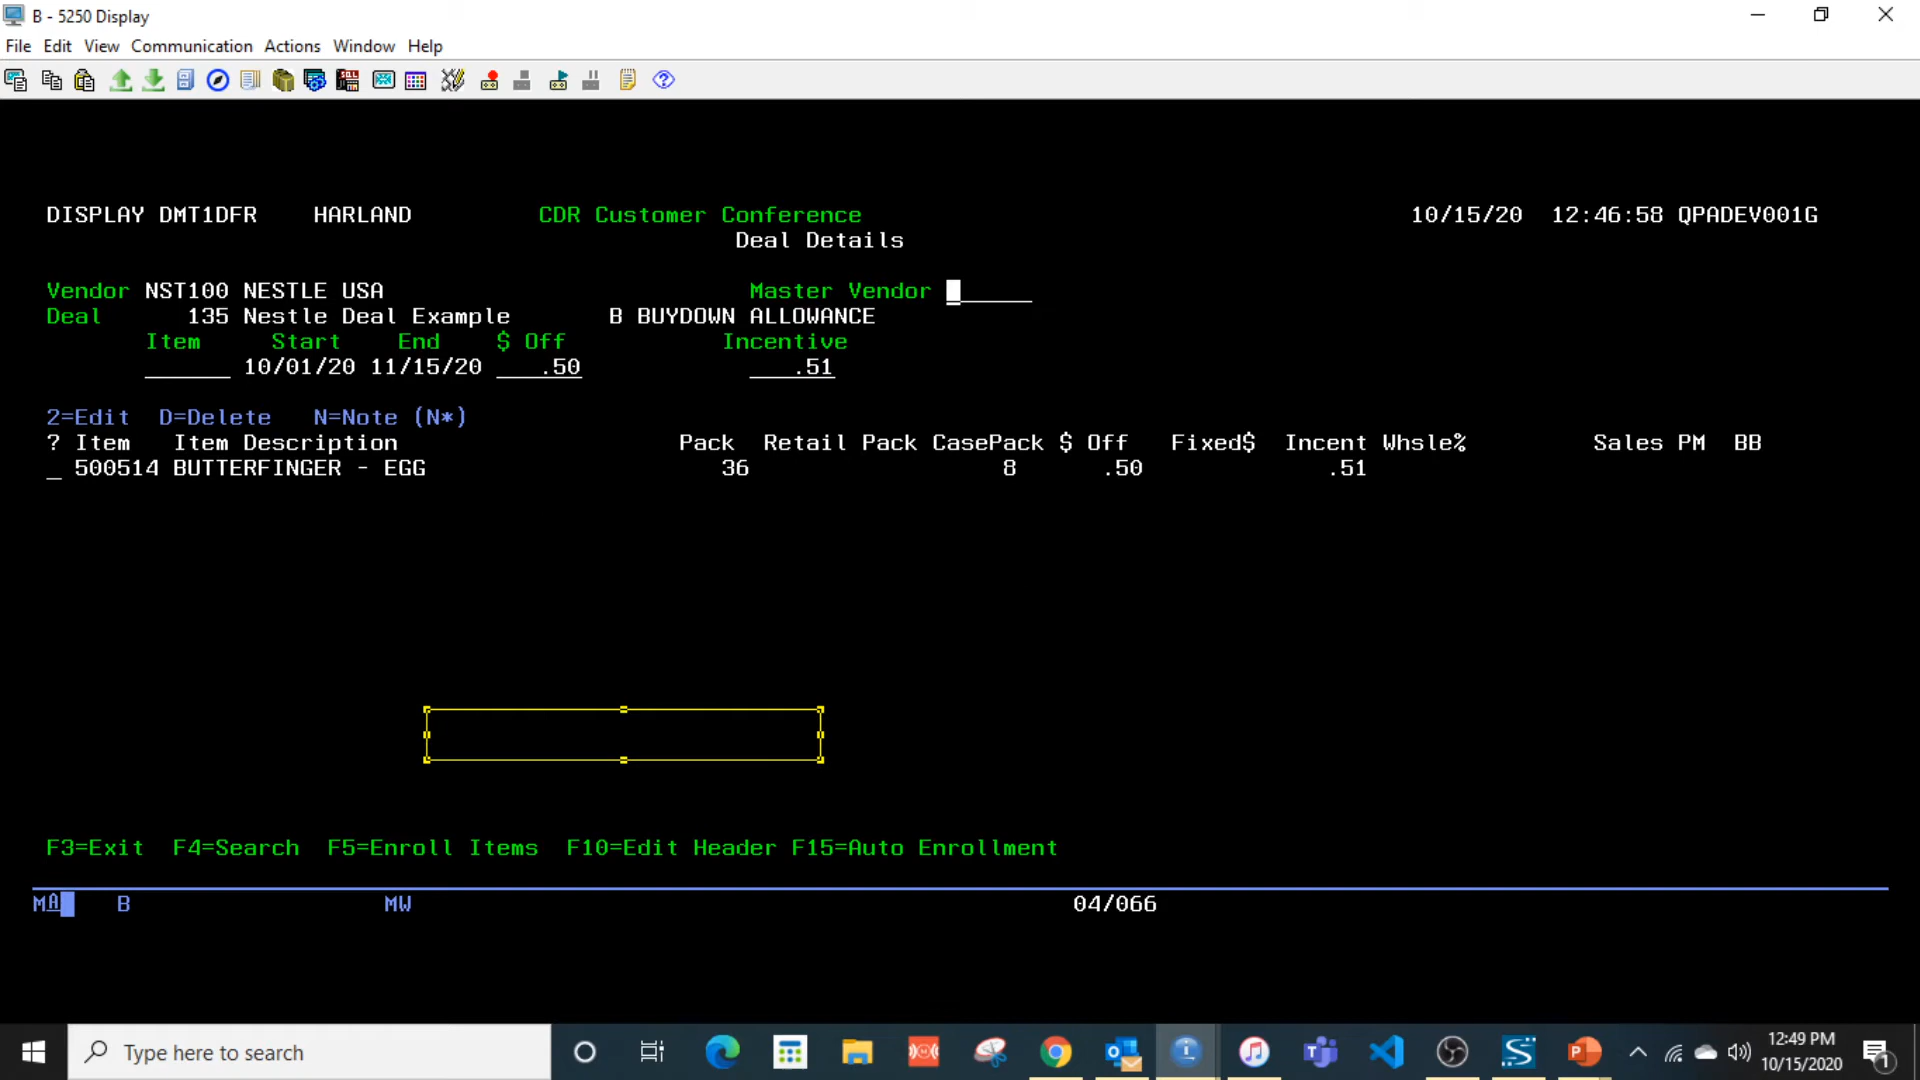 B - 5250 Display
File Edit View Communication Actions Window Help
DISPLAY DMT1DFR HARLAND CDR Customer Conference 10/15/20 12:46:58 QPADEV001G
Deal Details
Vendor NST100 NESTLE USA Master Vendor
Deal 135 Nestle Deal Example B BUYDOWN ALLOWANCE
Item Start End $ Off Incentive
10/01/20 11/15/20 .50 .51
2=Edit D=Delete N=Note (N*)
? Item Item Description Pack Retail Pack CasePack $ Off Fixed$ Incent Whsle% Sales PM BB
_ 500514 BUTTERFINGER - EGG 36 8 .50 .51
F3=Exit F4=Search F5=Enroll Items F10=Edit Header F15=Auto Enrollment
MA B MW 04/066
Type here to search
12:49 PM
10/15/2020
1